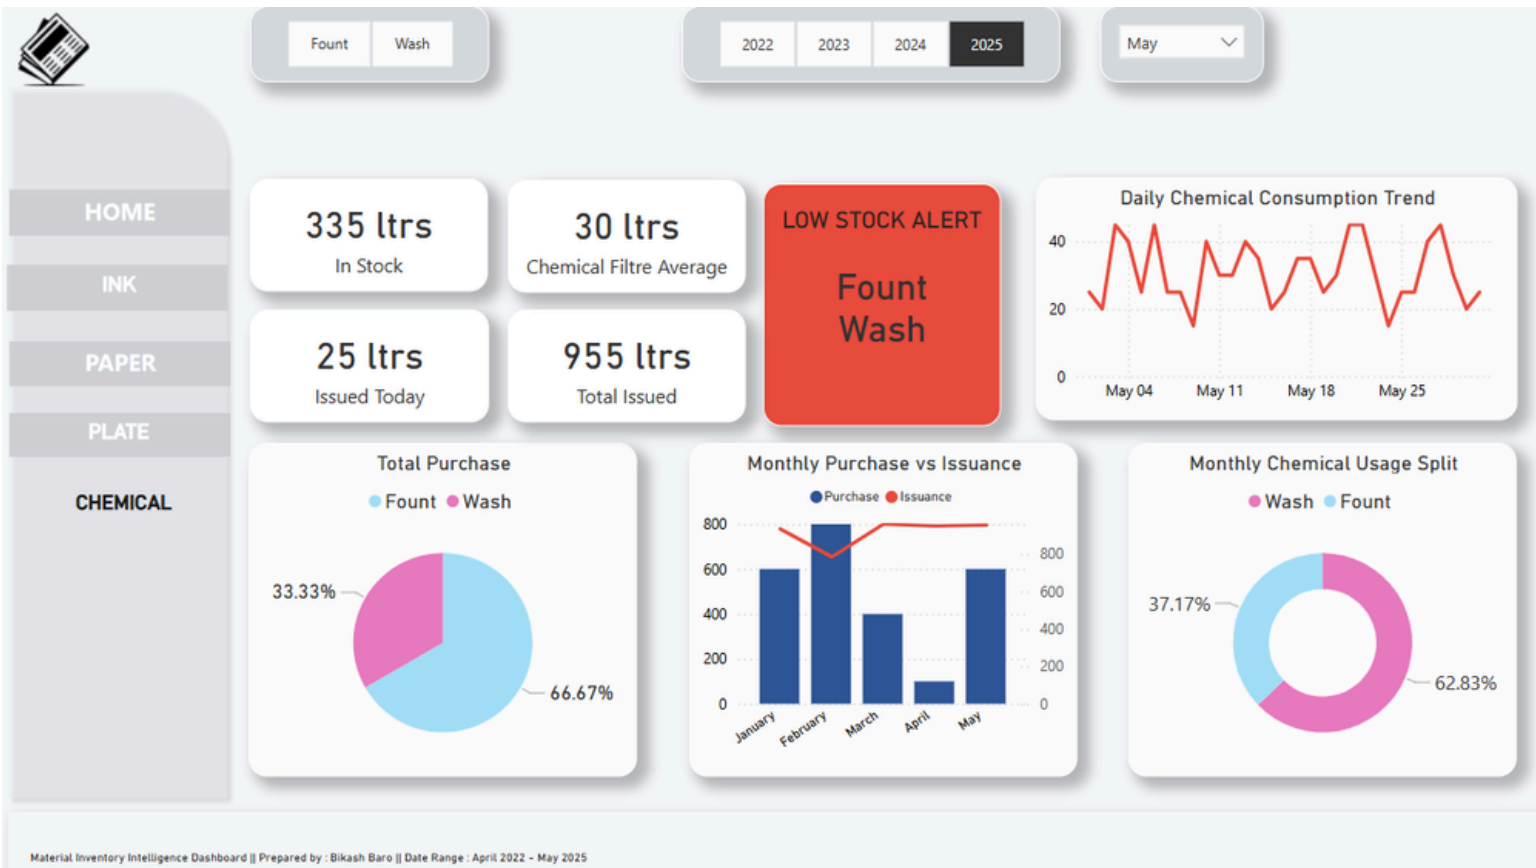 Fount Wash
2022 2023 2024 2025
May
HOME
INK
PAPER
PLATE
CHEMICAL
335 ltrs
In Stock
30 ltrs
Chemical Filtre Average
25 ltrs
Issued Today
955 ltrs
Total Issued
LOW STOCK ALERT
Fount
Wash
Daily Chemical Consumption Trend
40
20
0
May 04 May 11 May 18 May 25
Total Purchase
Fount Wash
33.33%
66.67%
Monthly Purchase vs Issuance
Purchase Issuance
800
600
400
200
0
800
600
400
200
0
January February March April May
Monthly Chemical Usage Split
Wash Fount
37.17%
62.83%
Material Inventory Intelligence Dashboard || Prepared by : Bikash Baro || Date Range : April 2022 - May 2025